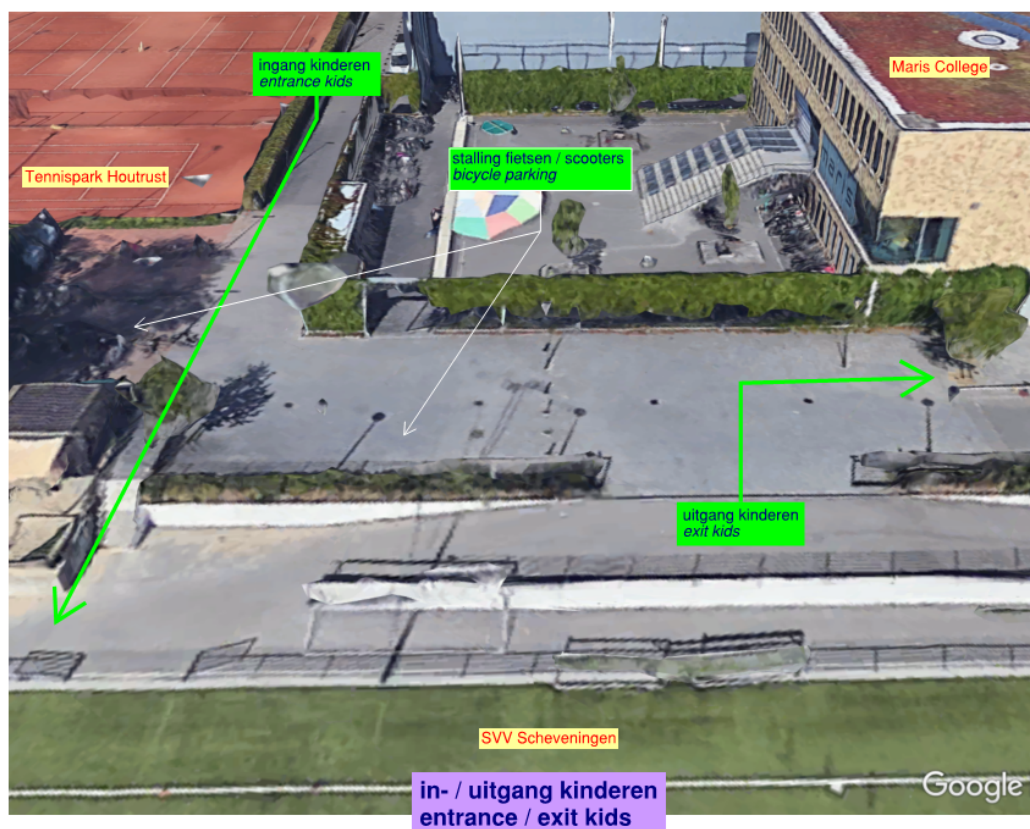 ingang kinderen
entrance kids
Maris College
stalling fietsen / scooters
bicycle parking
Tennispark Houtrust
maris
uitgang kinderen
exit kids
SVV Scheveningen
Google
in- / uitgang kinderen
entrance / exit kids